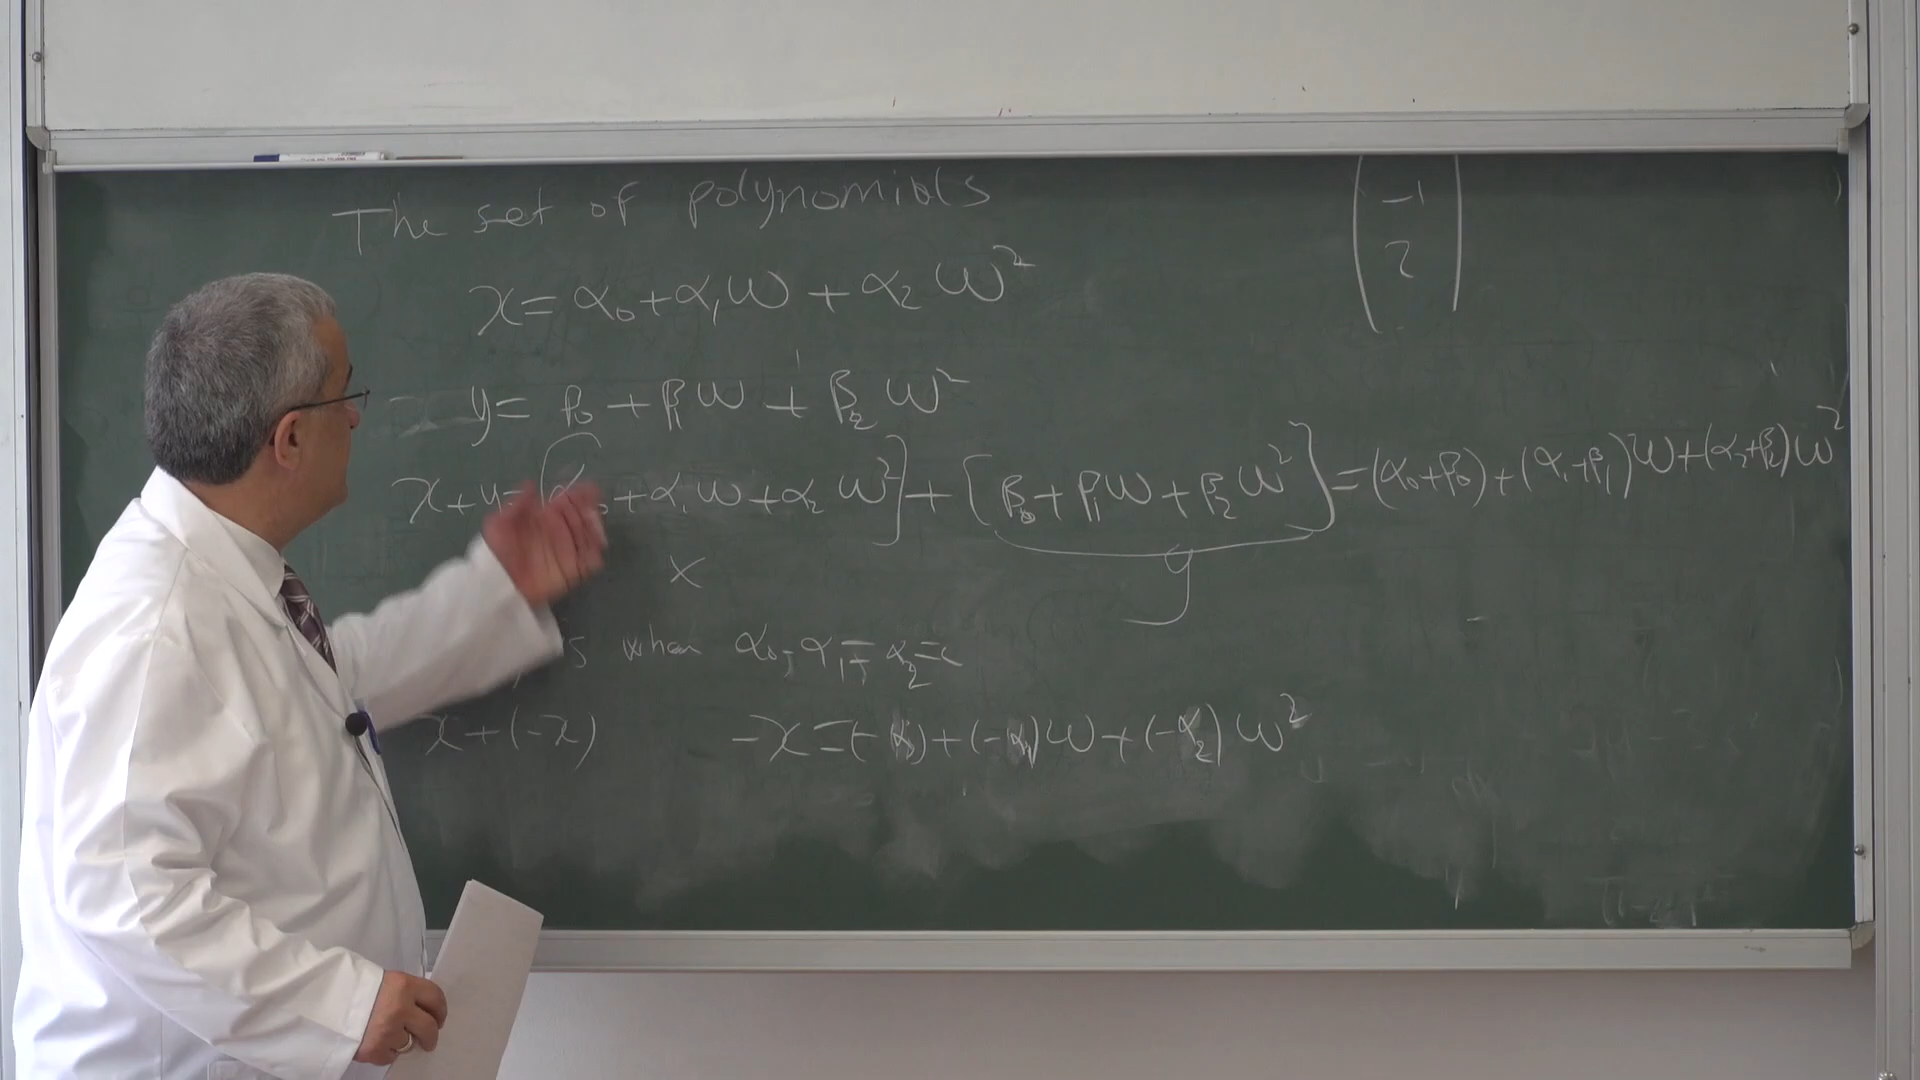 The set of polynomials
x = α₀ + α₁ω + α₂ω²
y = β₀ + β₁ω + β₂ω²
x + y = [α₀ + α₁ω + α₂ω²] + [β₀ + β₁ω + β₂ω²] = (α₀+β₀) + (α₁+β₁)ω + (α₂+β₂)ω²
x y
when α₀ = α₁ = α₂ =
x + (-x) -x = (-α₀) + (-α₁)ω + (-α₂)ω²
-1
2